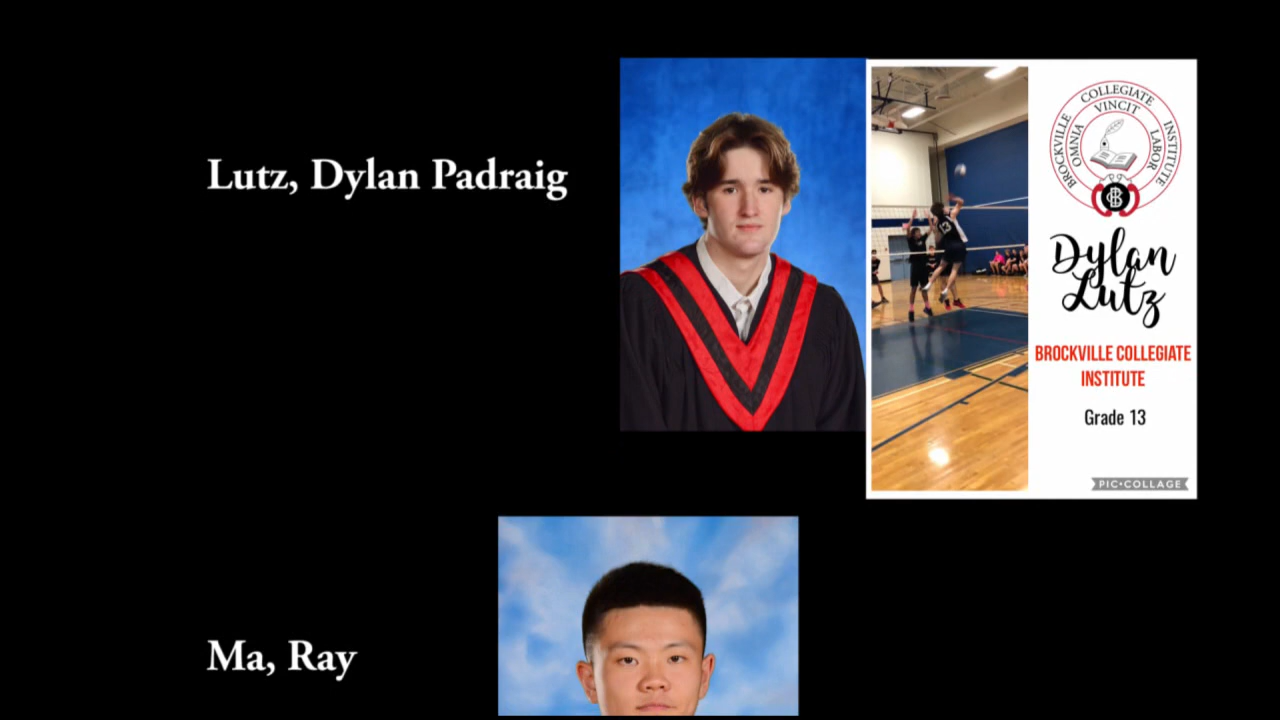 Lutz, Dylan Padraig
BROCKVILLE COLLEGIATE INSTITUTE
OMNIA VINCIT LABOR
13
Dylan
Lutz
BROCKVILLE COLLEGIATE
INSTITUTE
Grade 13
PIC•COLLAGE
Ma, Ray